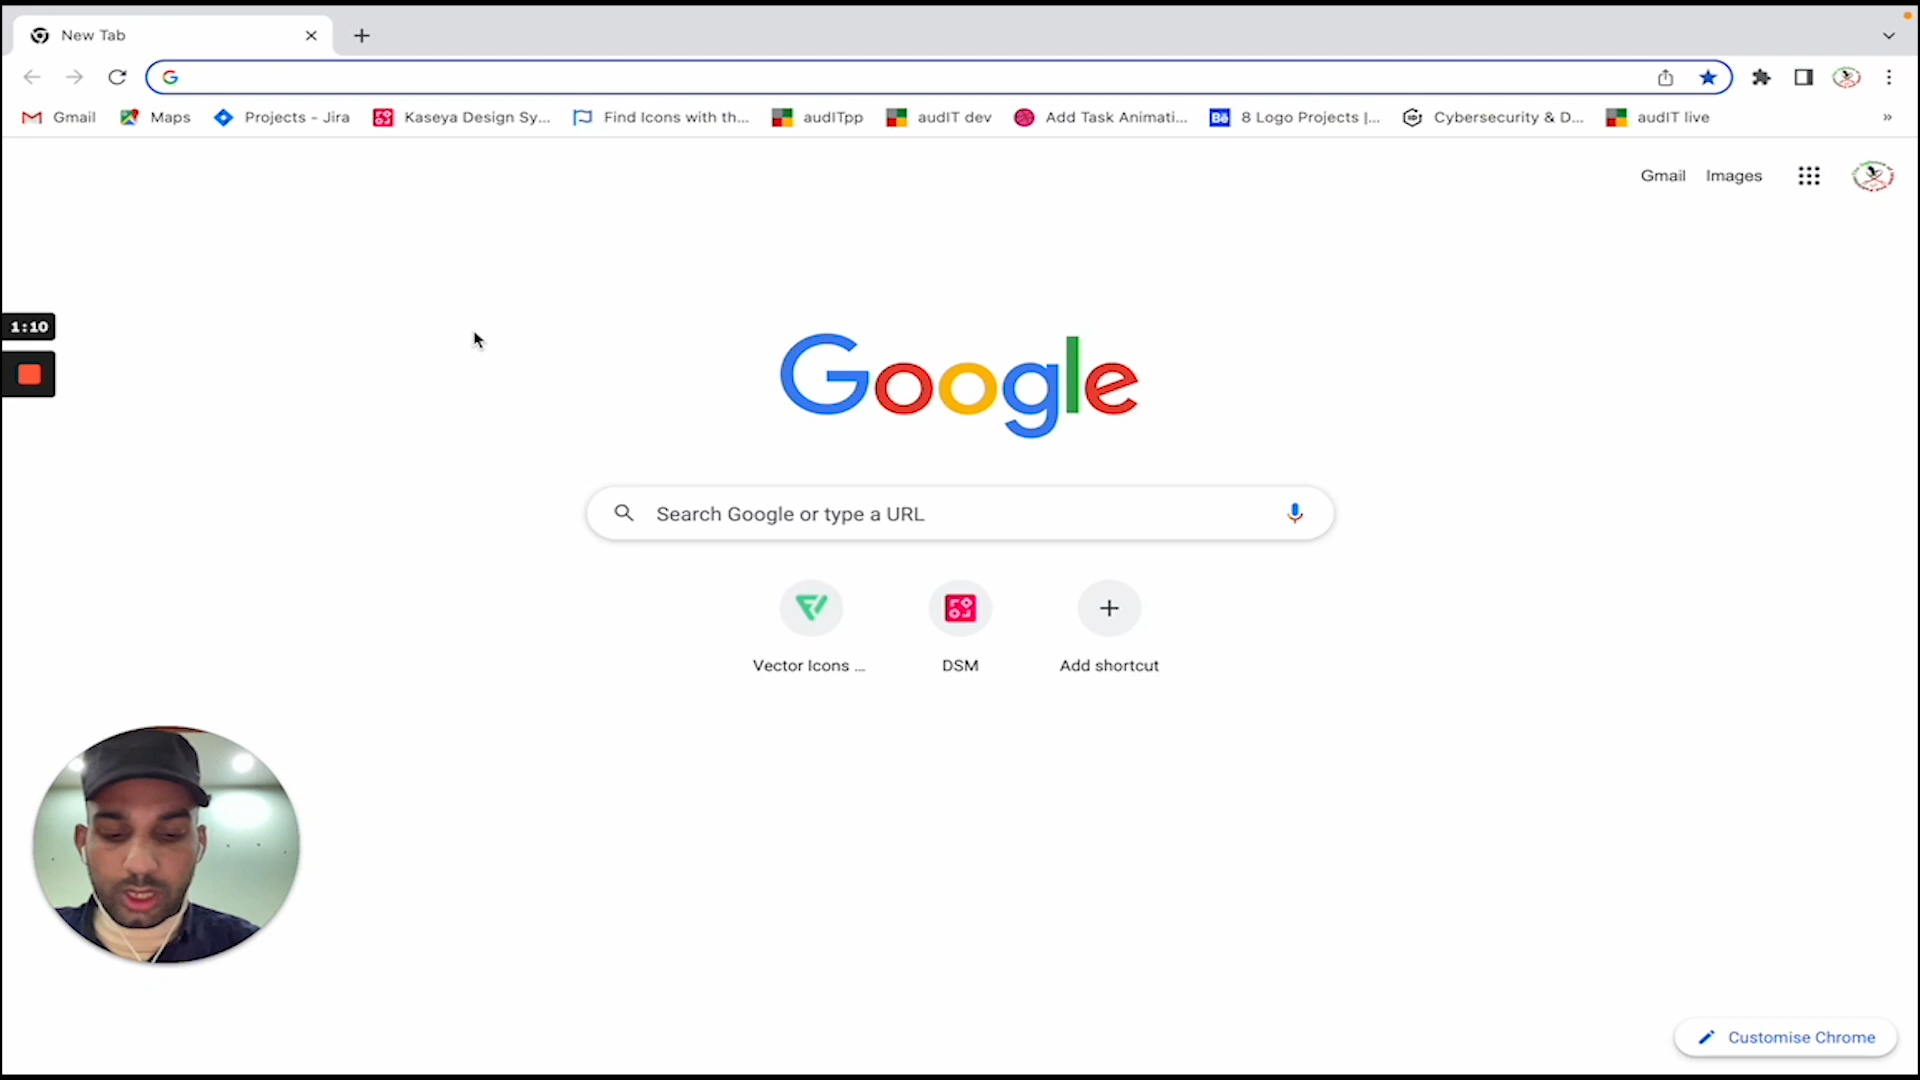 New Tab
Gmail Maps Projects - Jira Kaseya Design Sy... Find Icons with th... audITpp audIT dev Add Task Animati... Bē 8 Logo Projects |... Cybersecurity & D... audIT live »
Gmail Images
1:10
Google
Search Google or type a URL
Vector Icons ... DSM Add shortcut
Customise Chrome